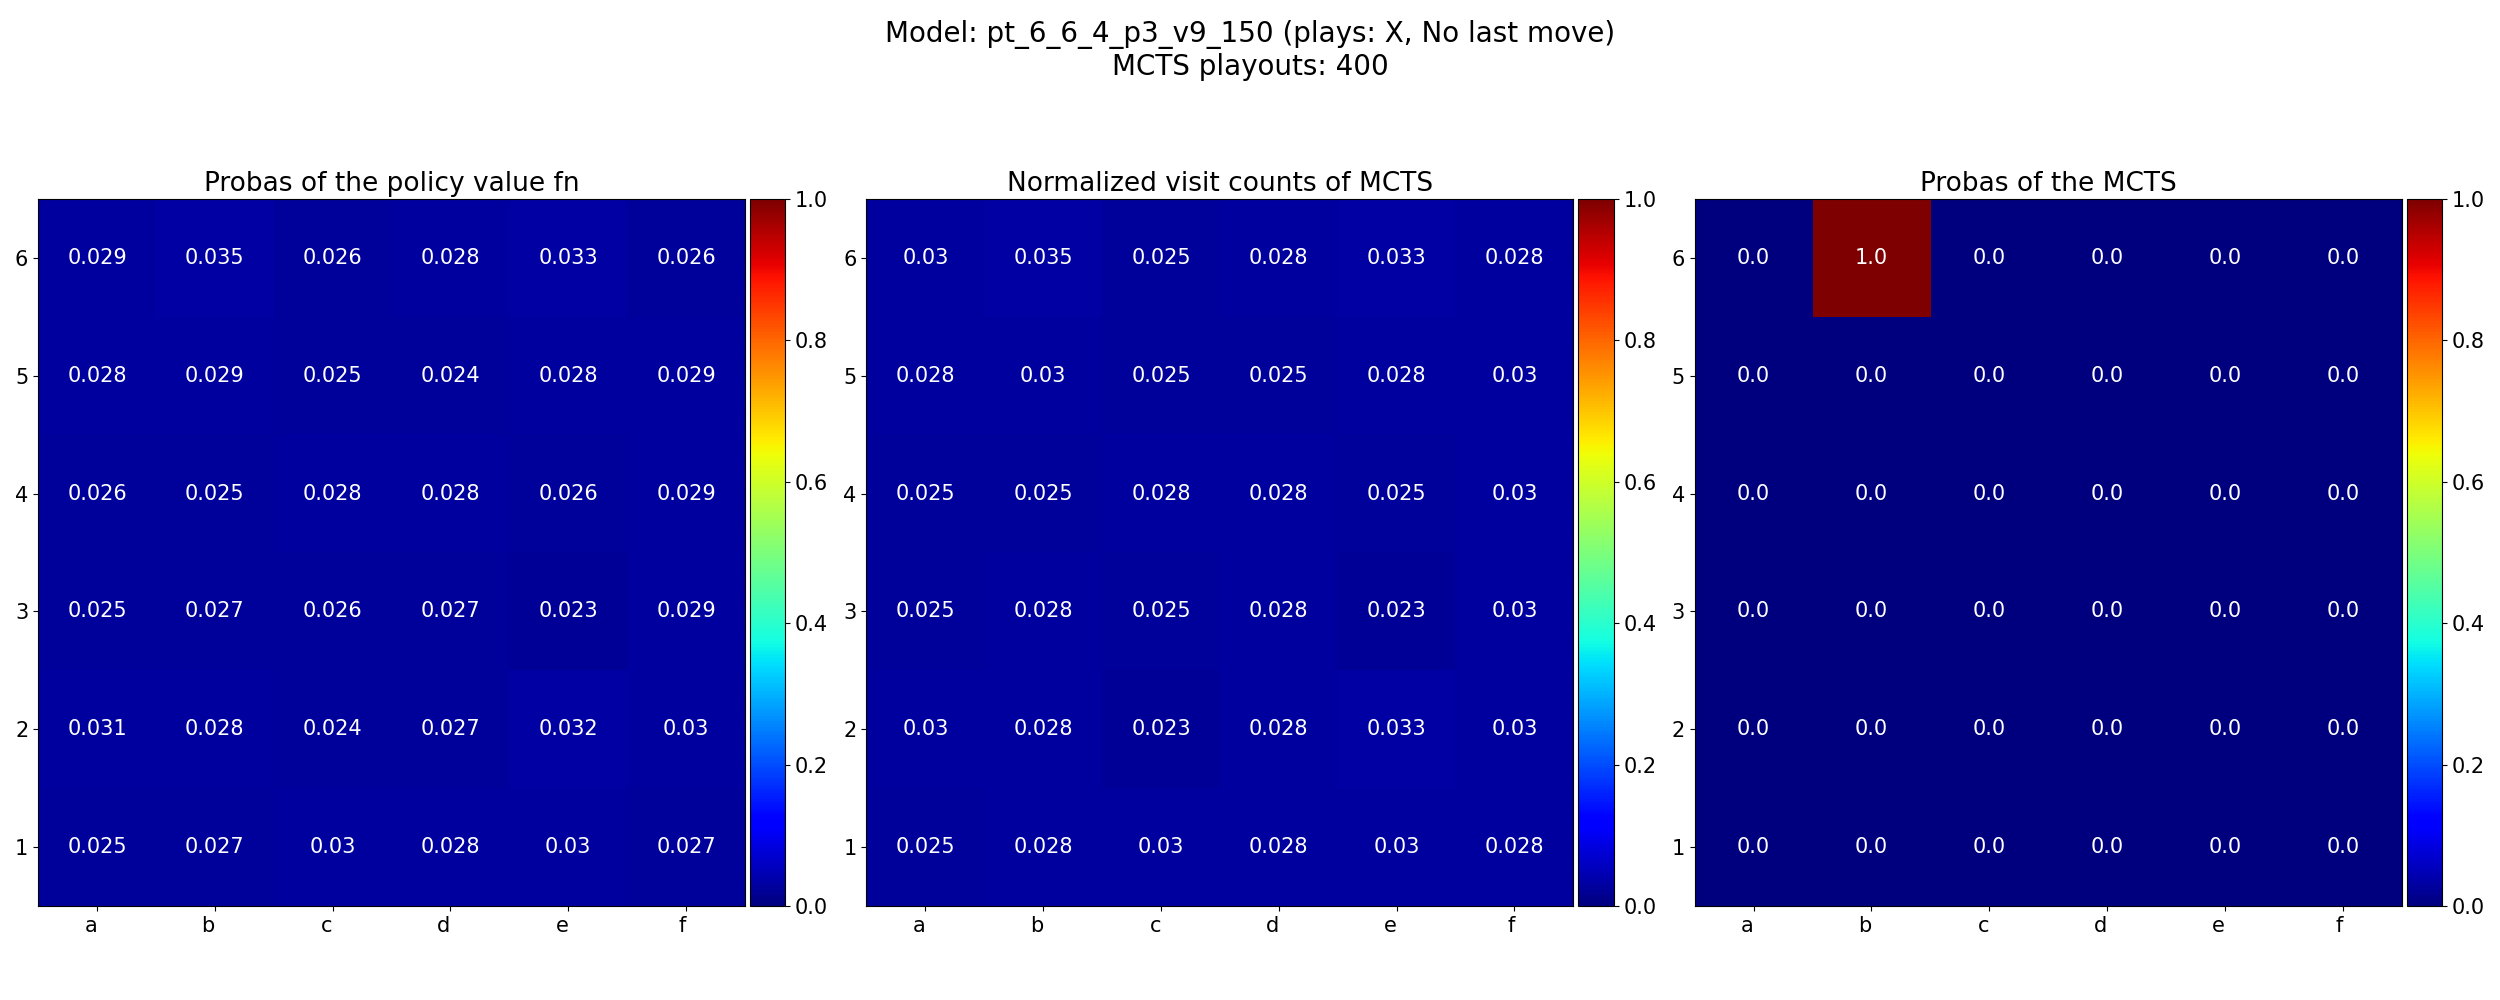 Model: pt_6_6_4_p3_v9_150 (plays: X, No last move)
MCTS playouts: 400
Probas of the policy value fn
6 0.029 0.035 0.026 0.028 0.033 0.026
5 0.028 0.029 0.025 0.024 0.028 0.029
4 0.026 0.025 0.028 0.028 0.026 0.029
3 0.025 0.027 0.026 0.027 0.023 0.029
2 0.031 0.028 0.024 0.027 0.032 0.03
1 0.025 0.027 0.03 0.028 0.03 0.027
a b c d e f
1.0
0.8
0.6
0.4
0.2
0.0
Normalized visit counts of MCTS
6 0.03 0.035 0.025 0.028 0.033 0.028
5 0.028 0.03 0.025 0.025 0.028 0.03
4 0.025 0.025 0.028 0.028 0.025 0.03
3 0.025 0.028 0.025 0.028 0.023 0.03
2 0.03 0.028 0.023 0.028 0.033 0.03
1 0.025 0.028 0.03 0.028 0.03 0.028
a b c d e f
1.0
0.8
0.6
0.4
0.2
0.0
Probas of the MCTS
6 0.0 1.0 0.0 0.0 0.0 0.0
5 0.0 0.0 0.0 0.0 0.0 0.0
4 0.0 0.0 0.0 0.0 0.0 0.0
3 0.0 0.0 0.0 0.0 0.0 0.0
2 0.0 0.0 0.0 0.0 0.0 0.0
1 0.0 0.0 0.0 0.0 0.0 0.0
a b c d e f
1.0
0.8
0.6
0.4
0.2
0.0